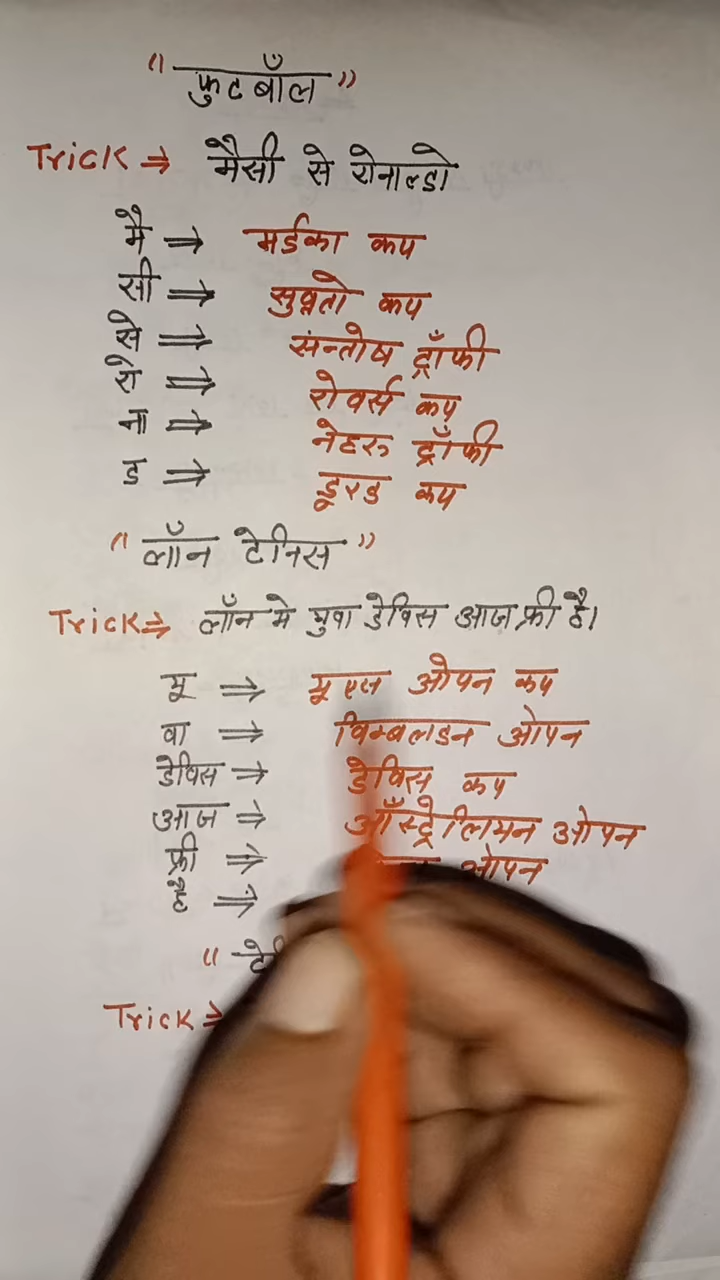 " फुटबॉल "
Trick ⇒ मैसी से रोनाल्डो
मै ⇒ मर्डका कप
सी ⇒ सुब्रतो कप
से ⇒ संन्तोष ट्रॉफी
रो ⇒ रोवर्स कप
ना ⇒ नेहरु ट्रॉफी
ड ⇒ डूरंड कप
" लॉन टेनिस "
Trick ⇒ लॉन मे युवा डेविस आज फ्री है।
यू ⇒ यू एस ओपन कप
वा ⇒ विम्बलडन ओपन
डेविस ⇒ डेविस कप
आज ⇒ ऑस्ट्रेलियन ओपन
फ्री ⇒ ओपन
है ⇒
"
Trick ⇒